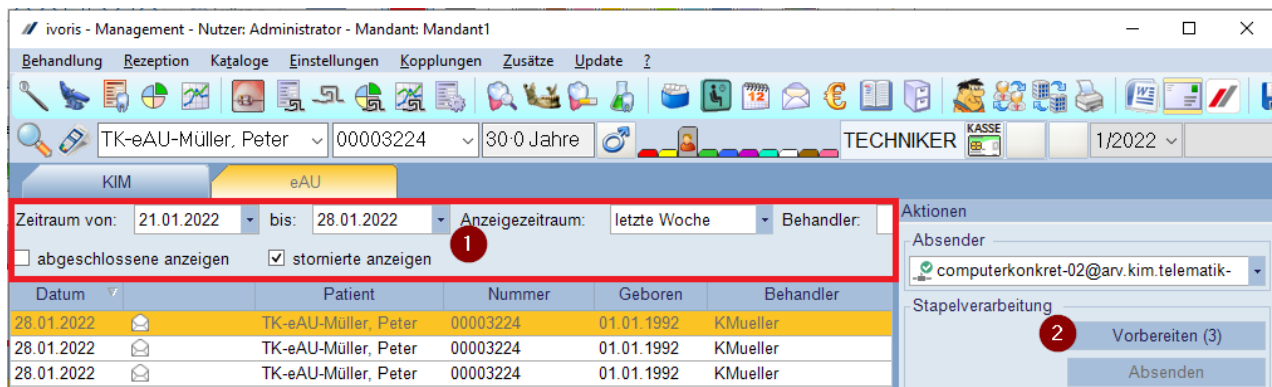 ivoris - Management - Nutzer: Administrator - Mandant: Mandant1
Behandlung Rezeption Kataloge Einstellungen Kopplungen Zusätze Update ?
12
TK-eAU-Müller, Peter 00003224 30·0 Jahre TECHNIKER KASSE 1/2022
KIM eAU
Zeitraum von: 21.01.2022 bis: 28.01.2022 Anzeigezeitraum: letzte Woche Behandler:
1
abgeschlossene anzeigen stornierte anzeigen
Datum Patient Nummer Geboren Behandler
28.01.2022 TK-eAU-Müller, Peter 00003224 01.01.1992 KMueller
28.01.2022 TK-eAU-Müller, Peter 00003224 01.01.1992 KMueller
28.01.2022 TK-eAU-Müller, Peter 00003224 01.01.1992 KMueller
Aktionen
Absender
computerkonkret-02@arv.kim.telematik-
Stapelverarbeitung
2 Vorbereiten (3)
Absenden